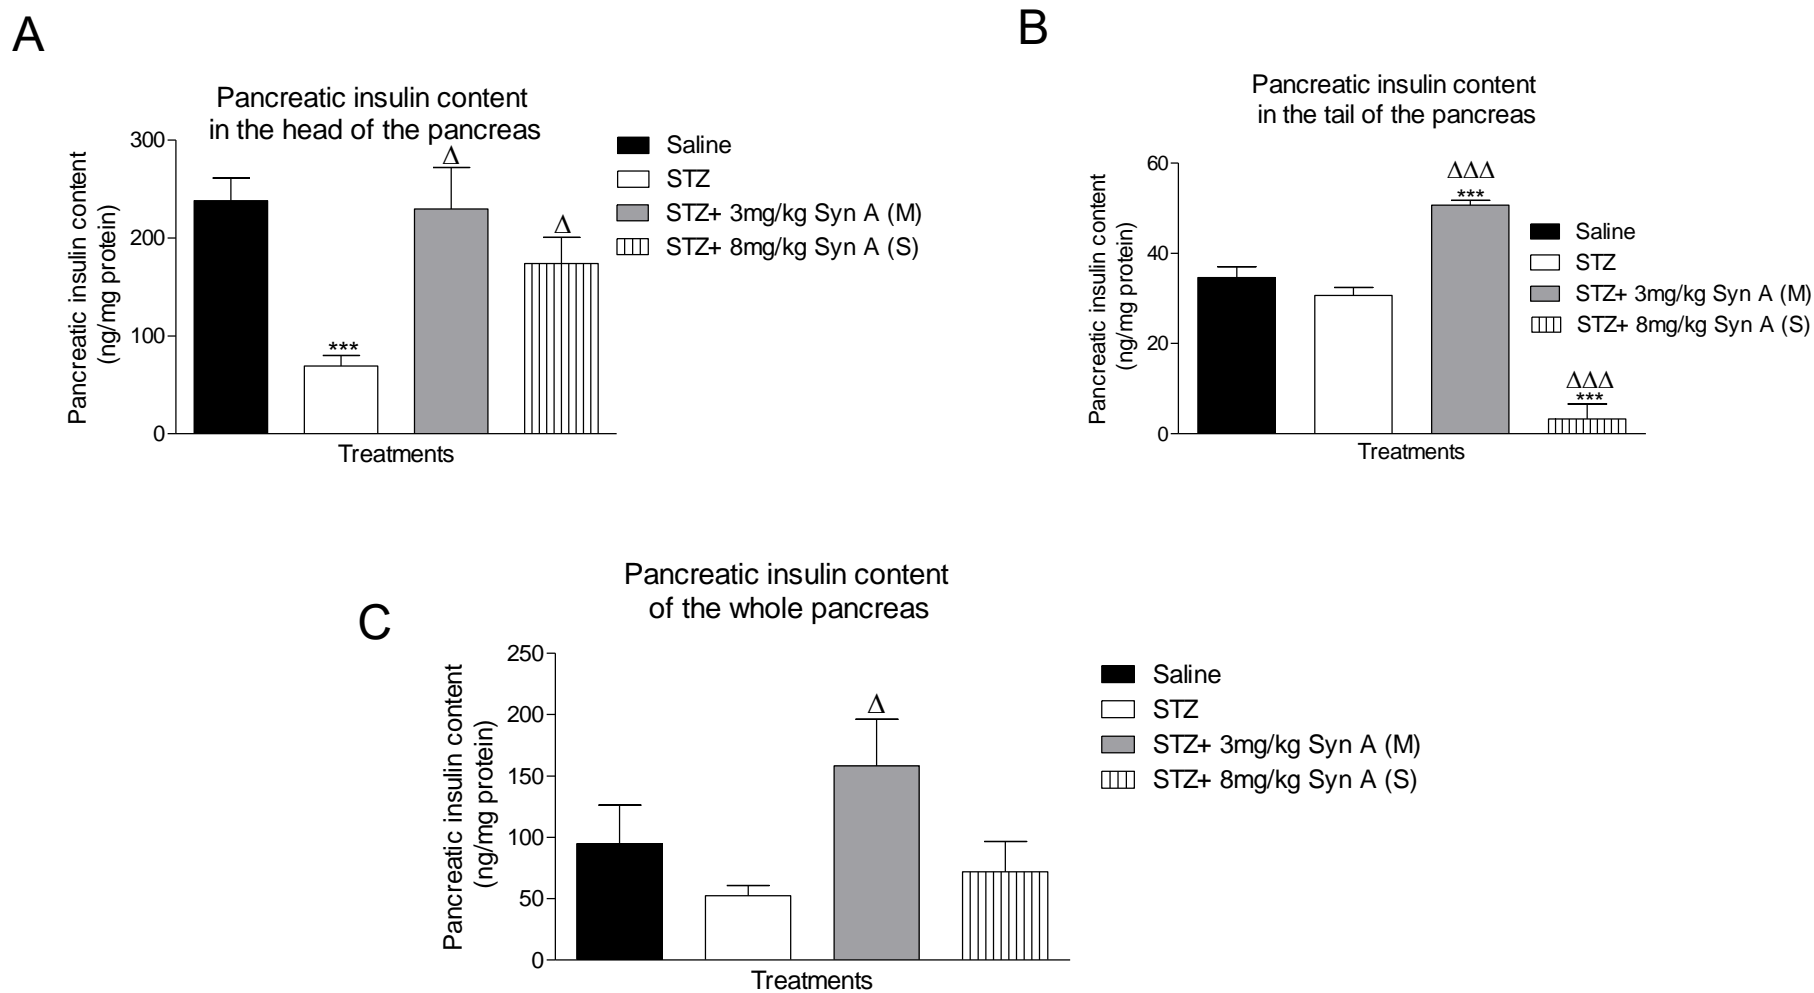 A
Pancreatic insulin content
in the head of the pancreas
Pancreatic insulin content
(ng/mg protein)
300
200
100
0
***
Δ
Δ
Treatments
Saline
STZ
STZ+ 3mg/kg Syn A (M)
STZ+ 8mg/kg Syn A (S)
B
Pancreatic insulin content
in the tail of the pancreas
Pancreatic insulin content
(ng/mg protein)
60
40
20
0
ΔΔΔ
***
ΔΔΔ
***
Treatments
Saline
STZ
STZ+ 3mg/kg Syn A (M)
STZ+ 8mg/kg Syn A (S)
C
Pancreatic insulin content
of the whole pancreas
Pancreatic insulin content
(ng/mg protein)
250
200
150
100
50
0
Δ
Treatments
Saline
STZ
STZ+ 3mg/kg Syn A (M)
STZ+ 8mg/kg Syn A (S)